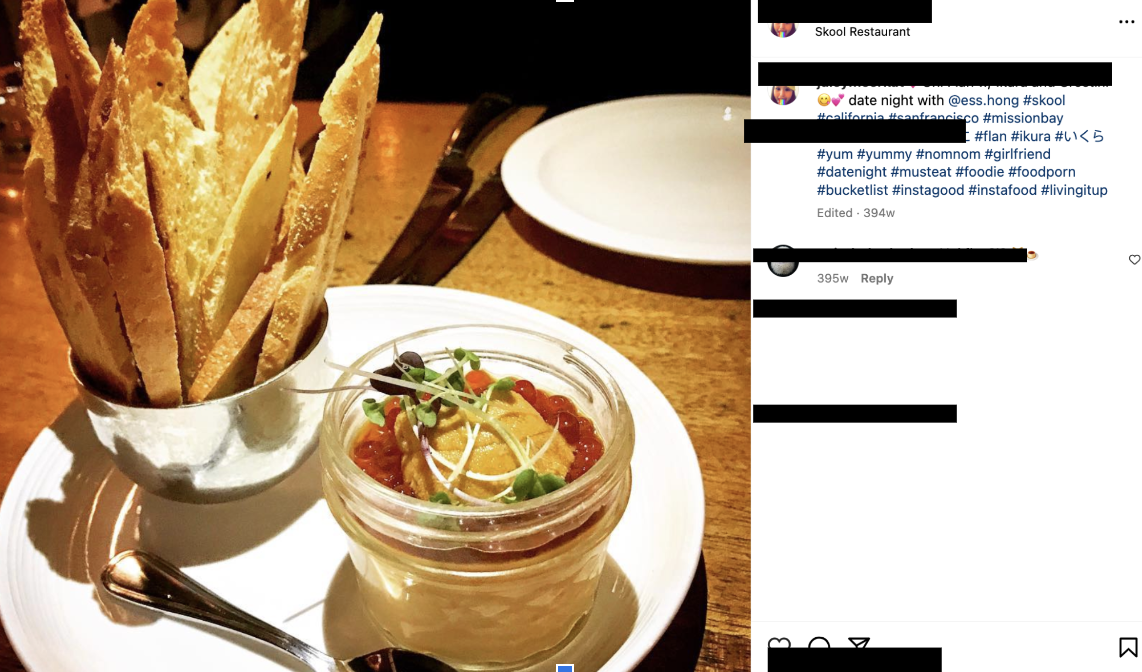 Skool Restaurant
😋💕 date night with @ess.hong #skool
#california #sanfrancisco #missionbay
#flan #ikura #いくら
#yum #yummy #nomnom #girlfriend
#datenight #musteat #foodie #foodporn
#bucketlist #instagood #instafood #livingitup
Edited · 394w
395w Reply